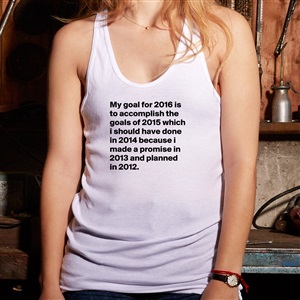 My goal for 2016 is
to accomplish the
goals of 2015 which
i should have done
in 2014 because i
made a promise in
2013 and planned
in 2012.